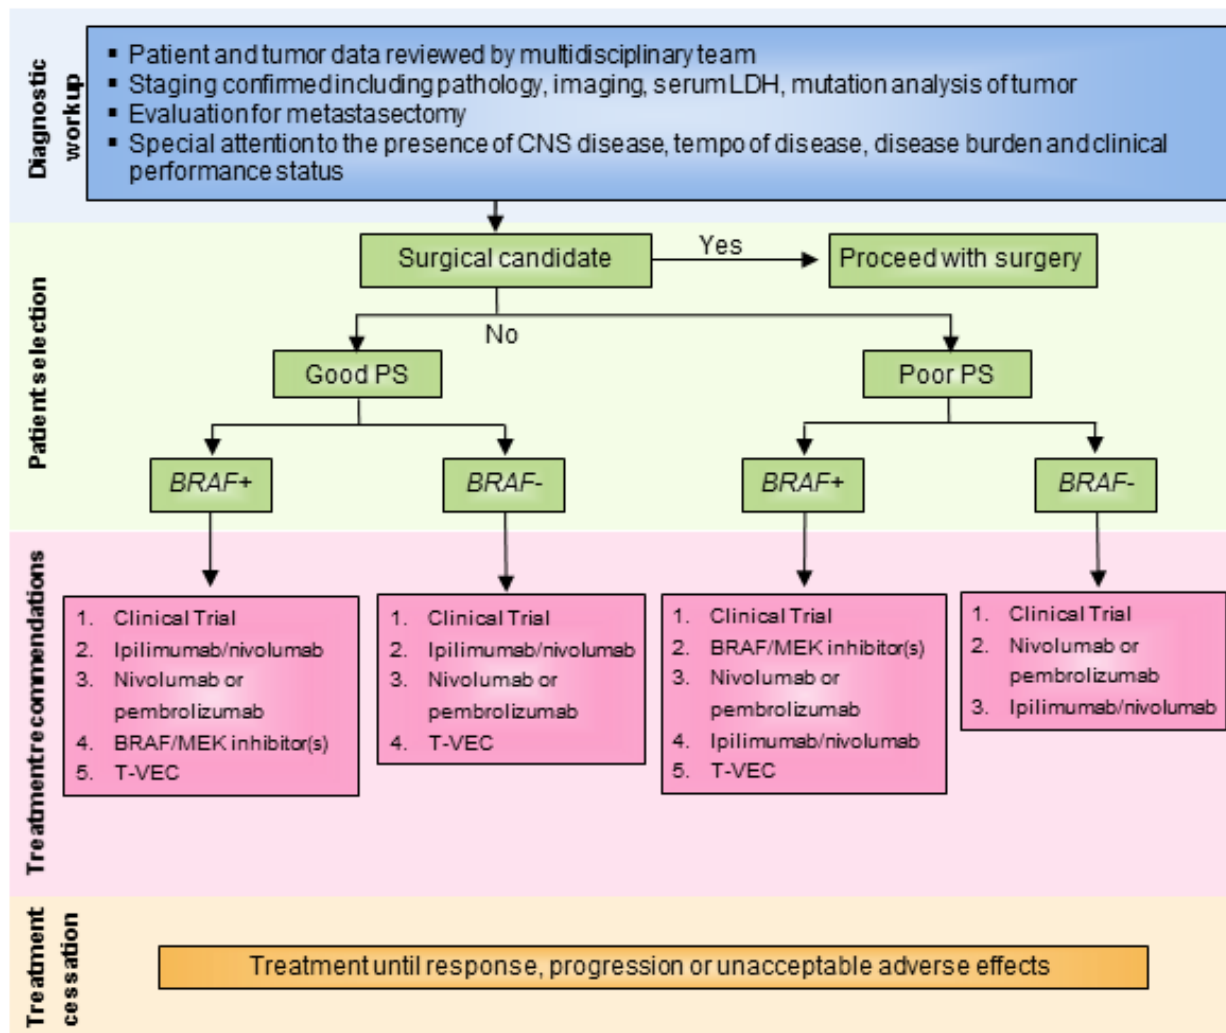 Diagnostic
workup
▪ Patient and tumor data reviewed by multidisciplinary team
▪ Staging confirmed including pathology, imaging, serum LDH, mutation analysis of tumor
▪ Evaluation for metastasectomy
▪ Special attention to the presence of CNS disease, tempo of disease, disease burden and clinical
performance status
Patient selection
Surgical candidate
Yes
Proceed with surgery
No
Good PS
Poor PS
BRAF+
BRAF-
BRAF+
BRAF-
Treatment recommendations
1. Clinical Trial
2. Ipilimumab/nivolumab
3. Nivolumab or
pembrolizumab
4. BRAF/MEK inhibitor(s)
5. T-VEC
1. Clinical Trial
2. Ipilimumab/nivolumab
3. Nivolumab or
pembrolizumab
4. T-VEC
1. Clinical Trial
2. BRAF/MEK inhibitor(s)
3. Nivolumab or
pembrolizumab
4. Ipilimumab/nivolumab
5. T-VEC
1. Clinical Trial
2. Nivolumab or
pembrolizumab
3. Ipilimumab/nivolumab
Treatment
cessation
Treatment until response, progression or unacceptable adverse effects